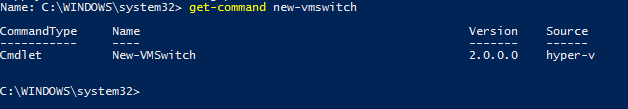 Name: C:\WINDOWS\system32> get-command new-vmswitch
CommandType Name Version Source
----------- ---- ------- ------
Cmdlet New-VMSwitch 2.0.0.0 hyper-v
C:\WINDOWS\system32>